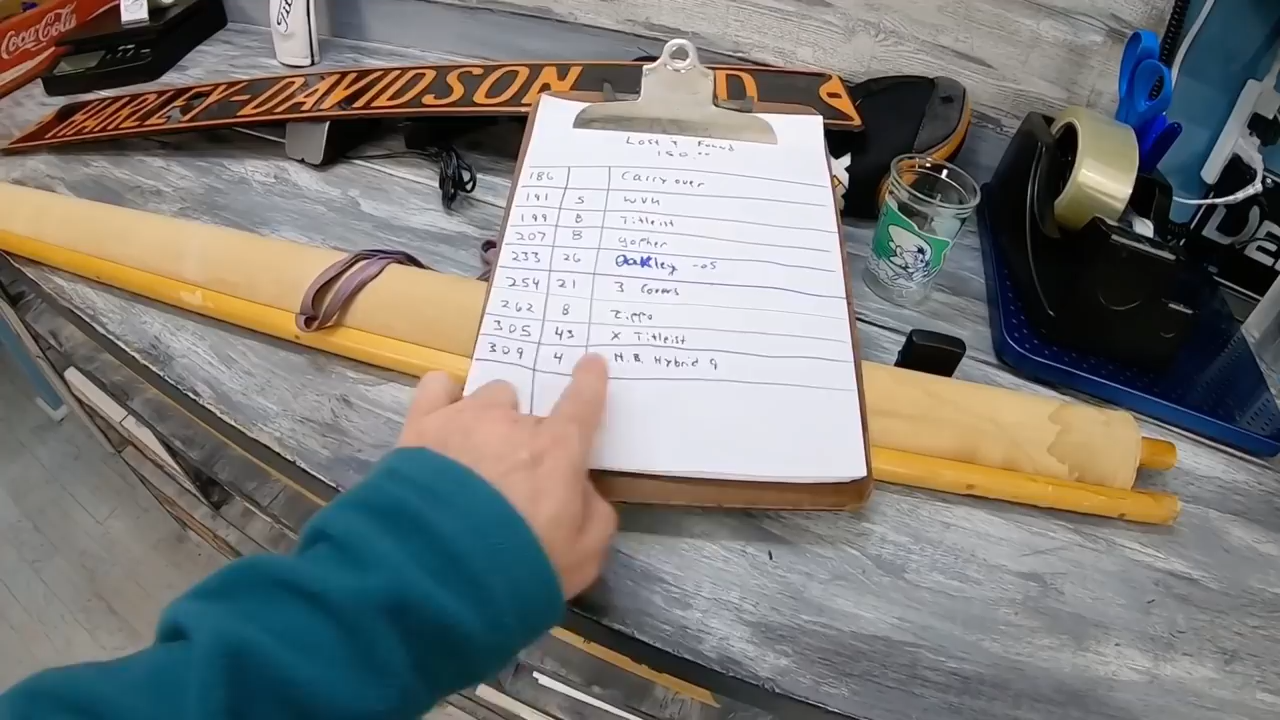 Coca-Cola
HARLEY-DAVIDSON
Lost & Found
150.00
186 Carry over
191 5 WVU
199 8 Titleist
207 8 gopher
233 26 Oakley -05
254 21 3 Covers
262 8 Zippo
305 43 X Titleist
309 4 H.B. Hybrid 9